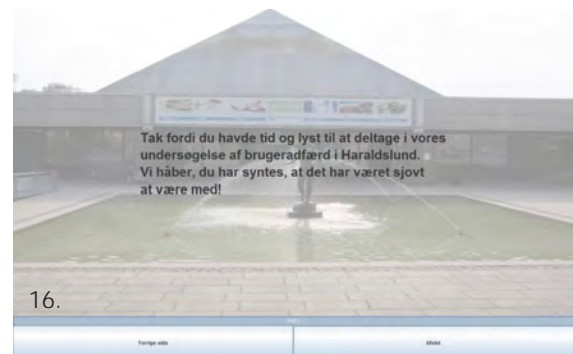 Tak fordi du havde tid og lyst til at deltage i vores
undersøgelse af brugeradfærd i Haraldslund.
Vi håber, du har syntes, at det har været sjovt
at være med!
16.
Forrige side
Afslut